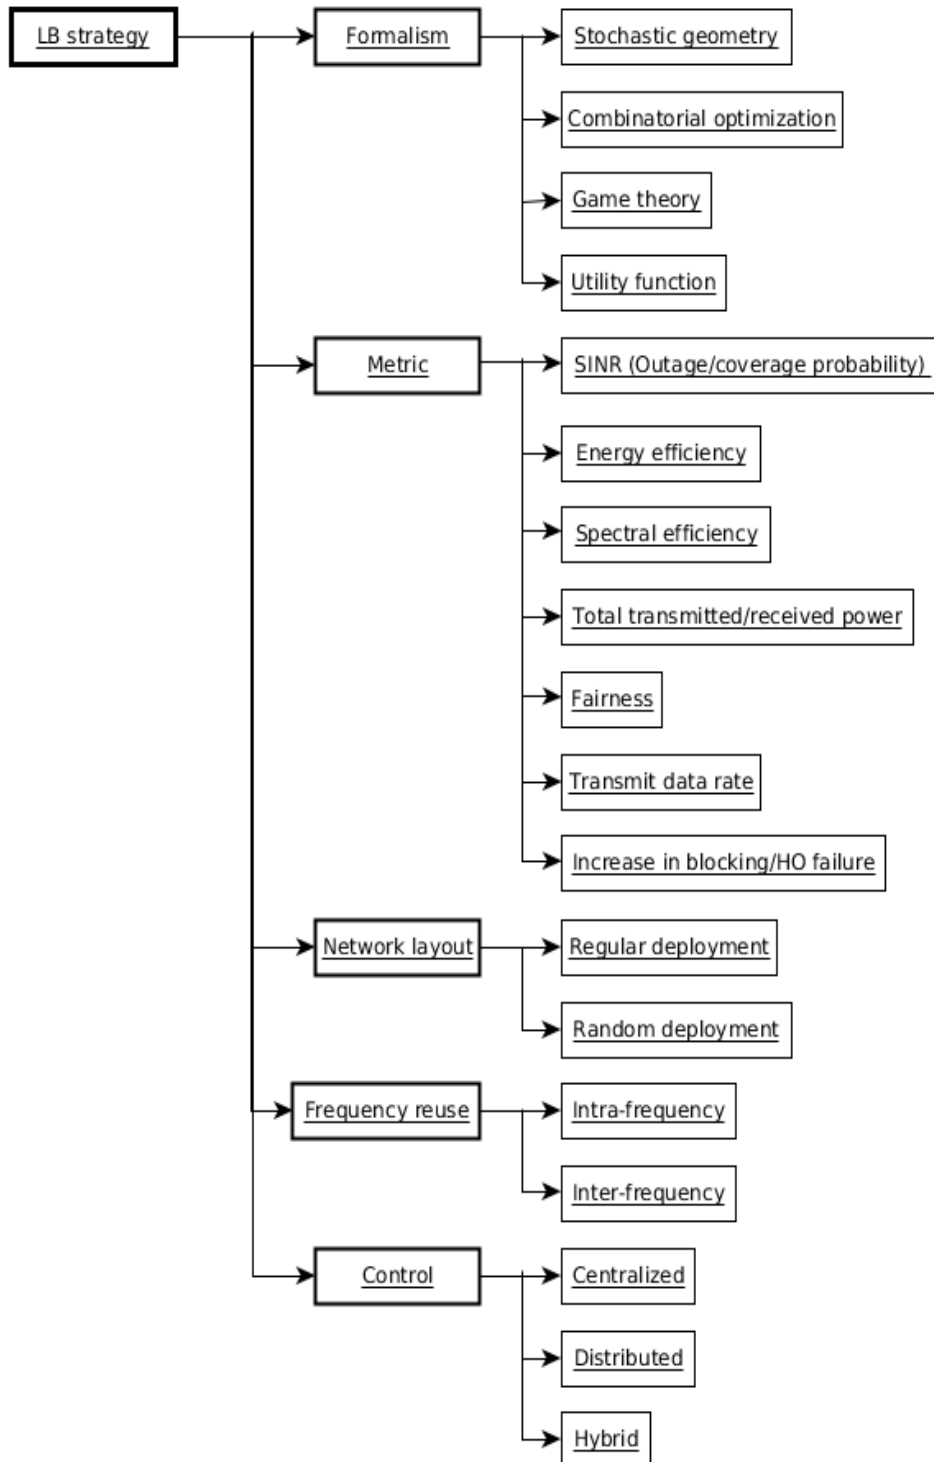 LB strategy
Formalism
Stochastic geometry
Combinatorial optimization
Game theory
Utility function
Metric
SINR (Outage/coverage probability)
Energy efficiency
Spectral efficiency
Total transmitted/received power
Fairness
Transmit data rate
Increase in blocking/HO failure
Network layout
Regular deployment
Random deployment
Frequency reuse
Intra-frequency
Inter-frequency
Control
Centralized
Distributed
Hybrid